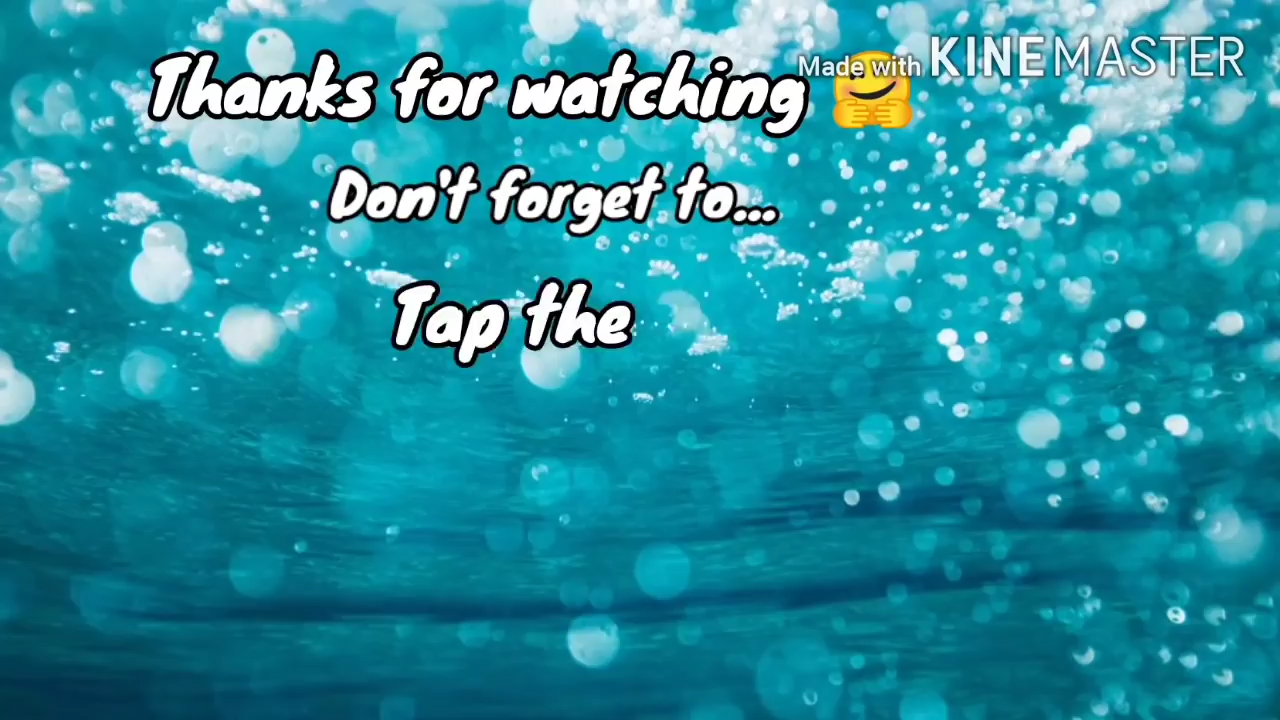 Thanks for watching 🤗
Made with KINEMASTER
Don't forget to...
Tap the